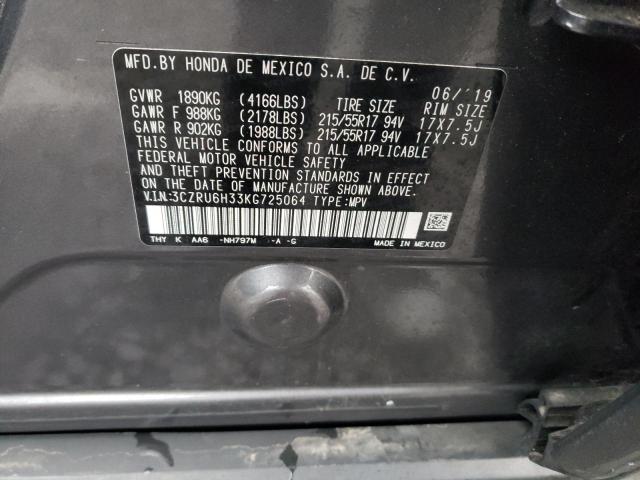 MFD.BY HONDA DE MEXICO S.A. DE C.V.
06/'19
GVWR 1890KG (4166LBS) TIRE SIZE RIM SIZE
GAWR F 988KG (2178LBS) 215/55R17 94V 17X7.5J
GAWR R 902KG (1988LBS) 215/55R17 94V 17X7.5J
THIS VEHICLE CONFORMS TO ALL APPLICABLE
FEDERAL MOTOR VEHICLE SAFETY
AND THEFT PREVENTION STANDARDS IN EFFECT
ON THE DATE OF MANUFACTURE SHOWN ABOVE.
V.I.N:3CZRU6H33KG725064 TYPE:MPV
THY K AA6 -NH797M -A -G MADE IN MEXICO